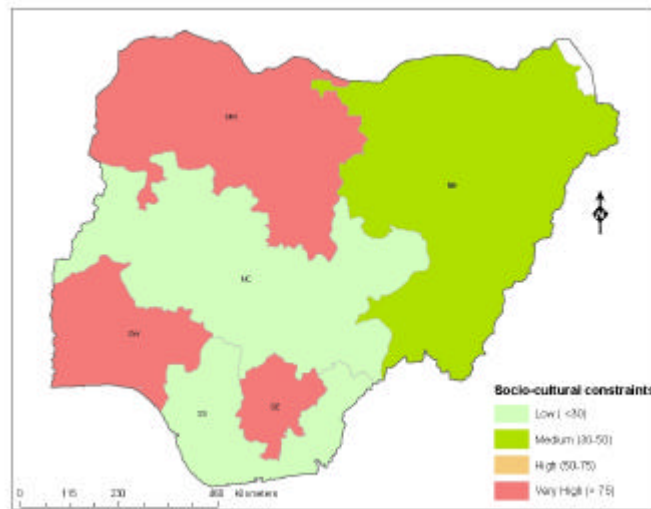 NE
NC
SW
SS
SE
N
Socio-cultural constraints
Low ( <30)
Medium (30-50)
High (50-75)
Very High (> 75)
0 115 230 460 Kilometers